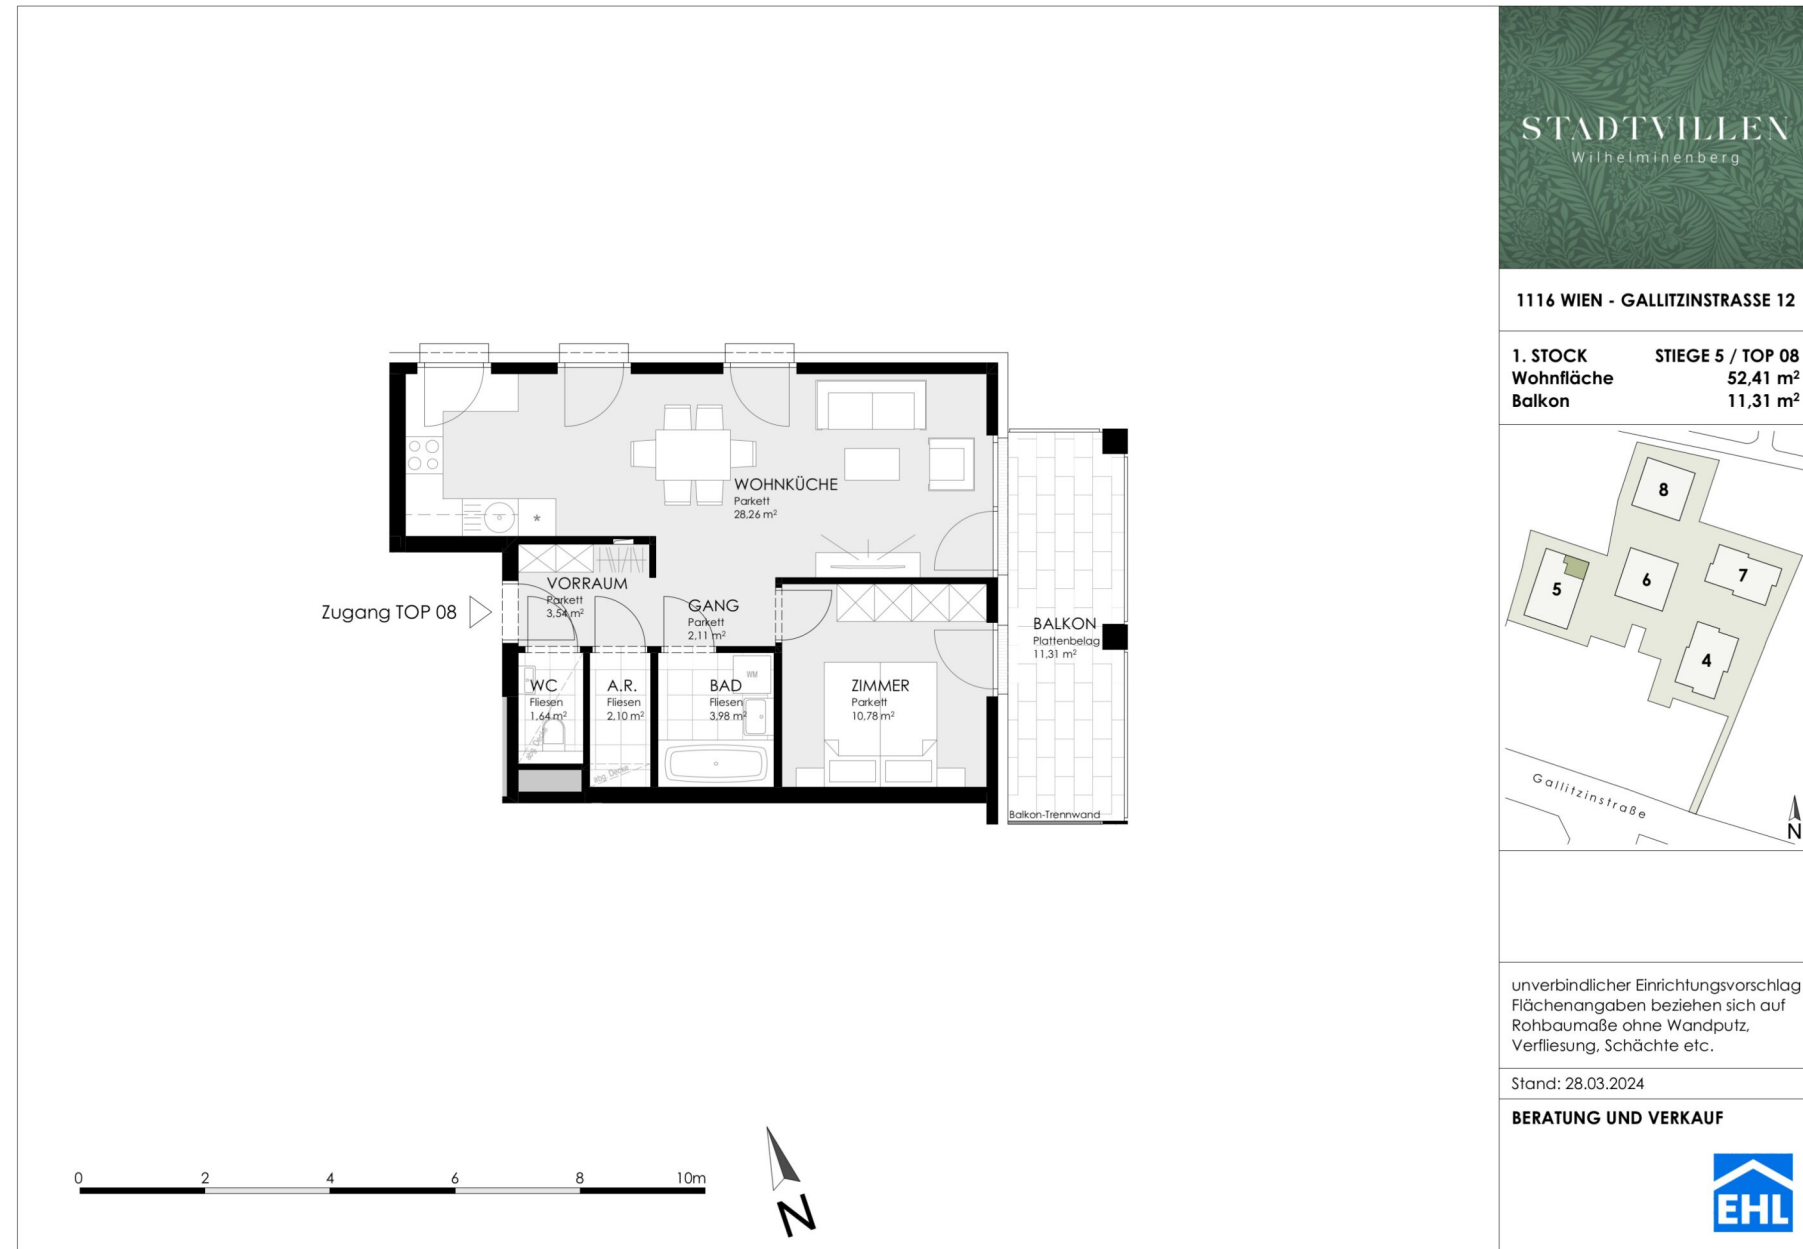 STADTVILLEN
Wilhelminenberg
1116 WIEN - GALLITZINSTRASSE 12
1. STOCK STIEGE 5 / TOP 08
Wohnfläche 52,41 m²
Balkon 11,31 m²
8
5
6
7
4
Gallitzinstraße
N
unverbindlicher Einrichtungsvorschlag
Flächenangaben beziehen sich auf
Rohbaumaße ohne Wandputz,
Verfliesung, Schächte etc.
Stand: 28.03.2024
BERATUNG UND VERKAUF
EHL
WOHNKÜCHE
Parkett
28,26 m²
*
VORRAUM
Parkett
3,54 m²
Zugang TOP 08
GANG
Parkett
2,11 m²
BALKON
Plattenbelag
11,31 m²
WC
Fliesen
1,64 m²
abg. Decke
A.R.
Fliesen
2,10 m²
abg. Decke
BAD
Fliesen
3,98 m²
WM
ZIMMER
Parkett
10,78 m²
Balkon-Trennwand
0 2 4 6 8 10m
N